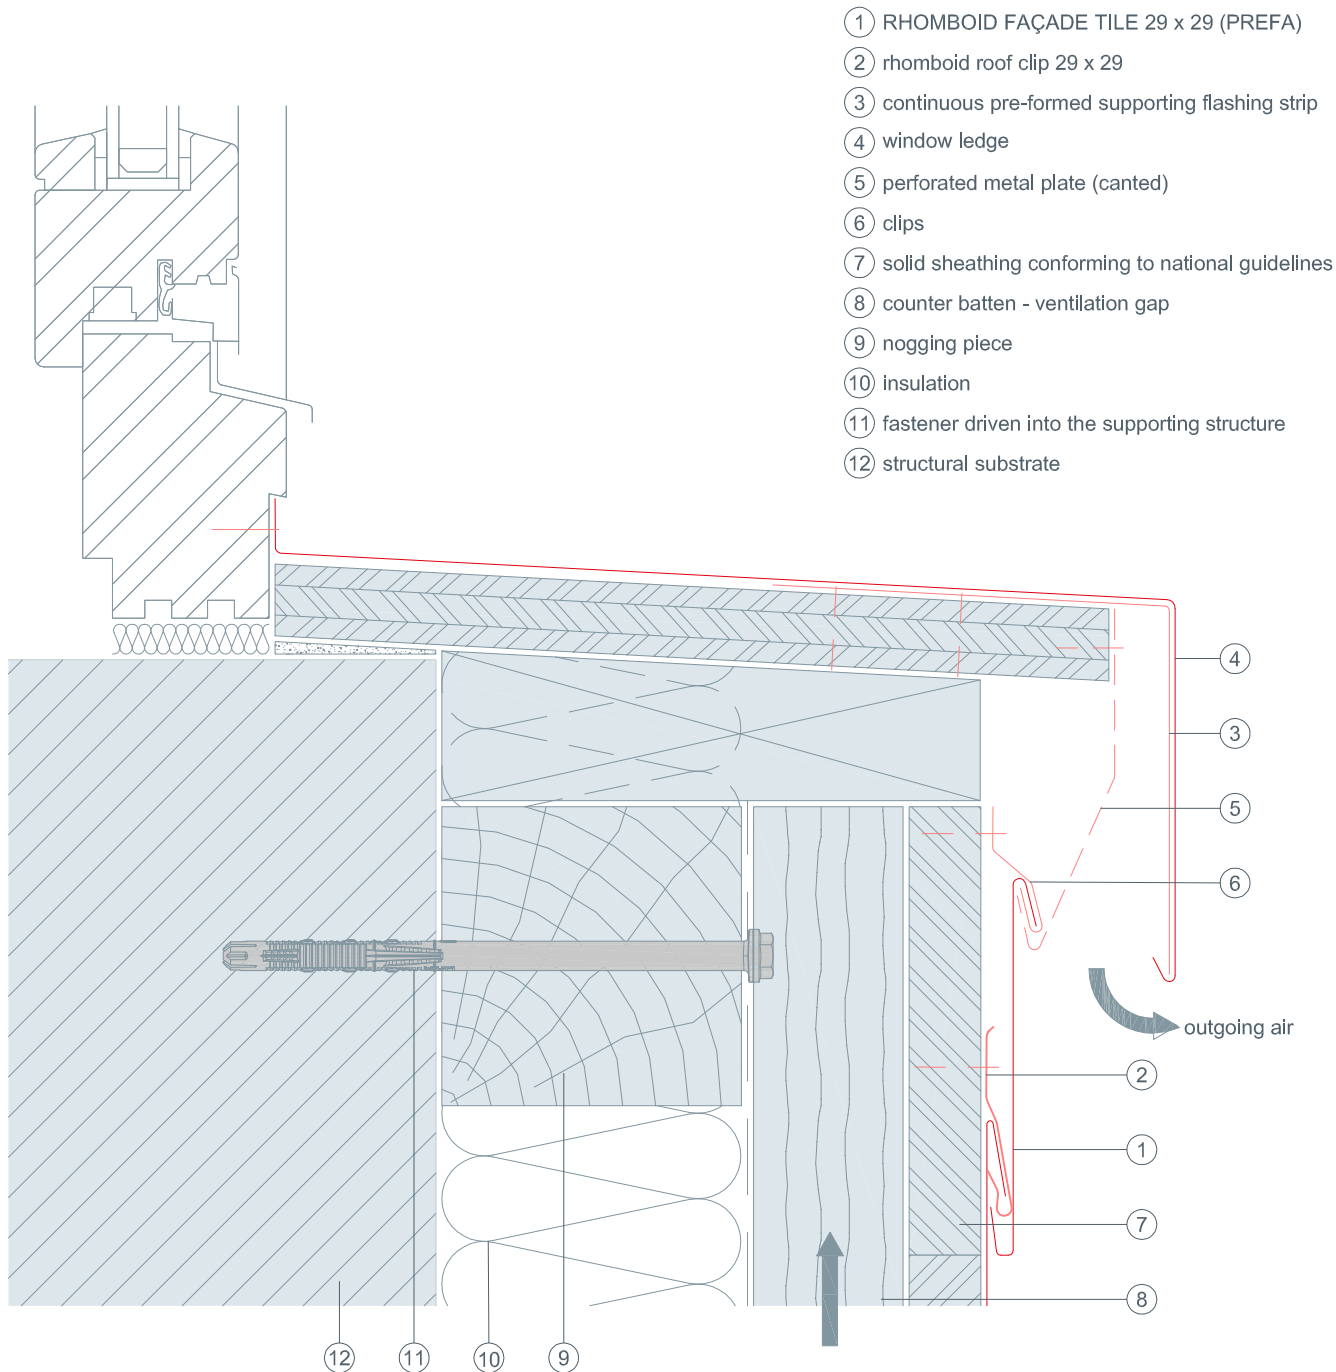 1 RHOMBOID FAÇADE TILE 29 x 29 (PREFA)
2 rhomboid roof clip 29 x 29
3 continuous pre-formed supporting flashing strip
4 window ledge
5 perforated metal plate (canted)
6 clips
7 solid sheathing conforming to national guidelines
8 counter batten - ventilation gap
9 nogging piece
10 insulation
11 fastener driven into the supporting structure
12 structural substrate
4
3
5
6
outgoing air
2
1
7
8
12 11 10 9